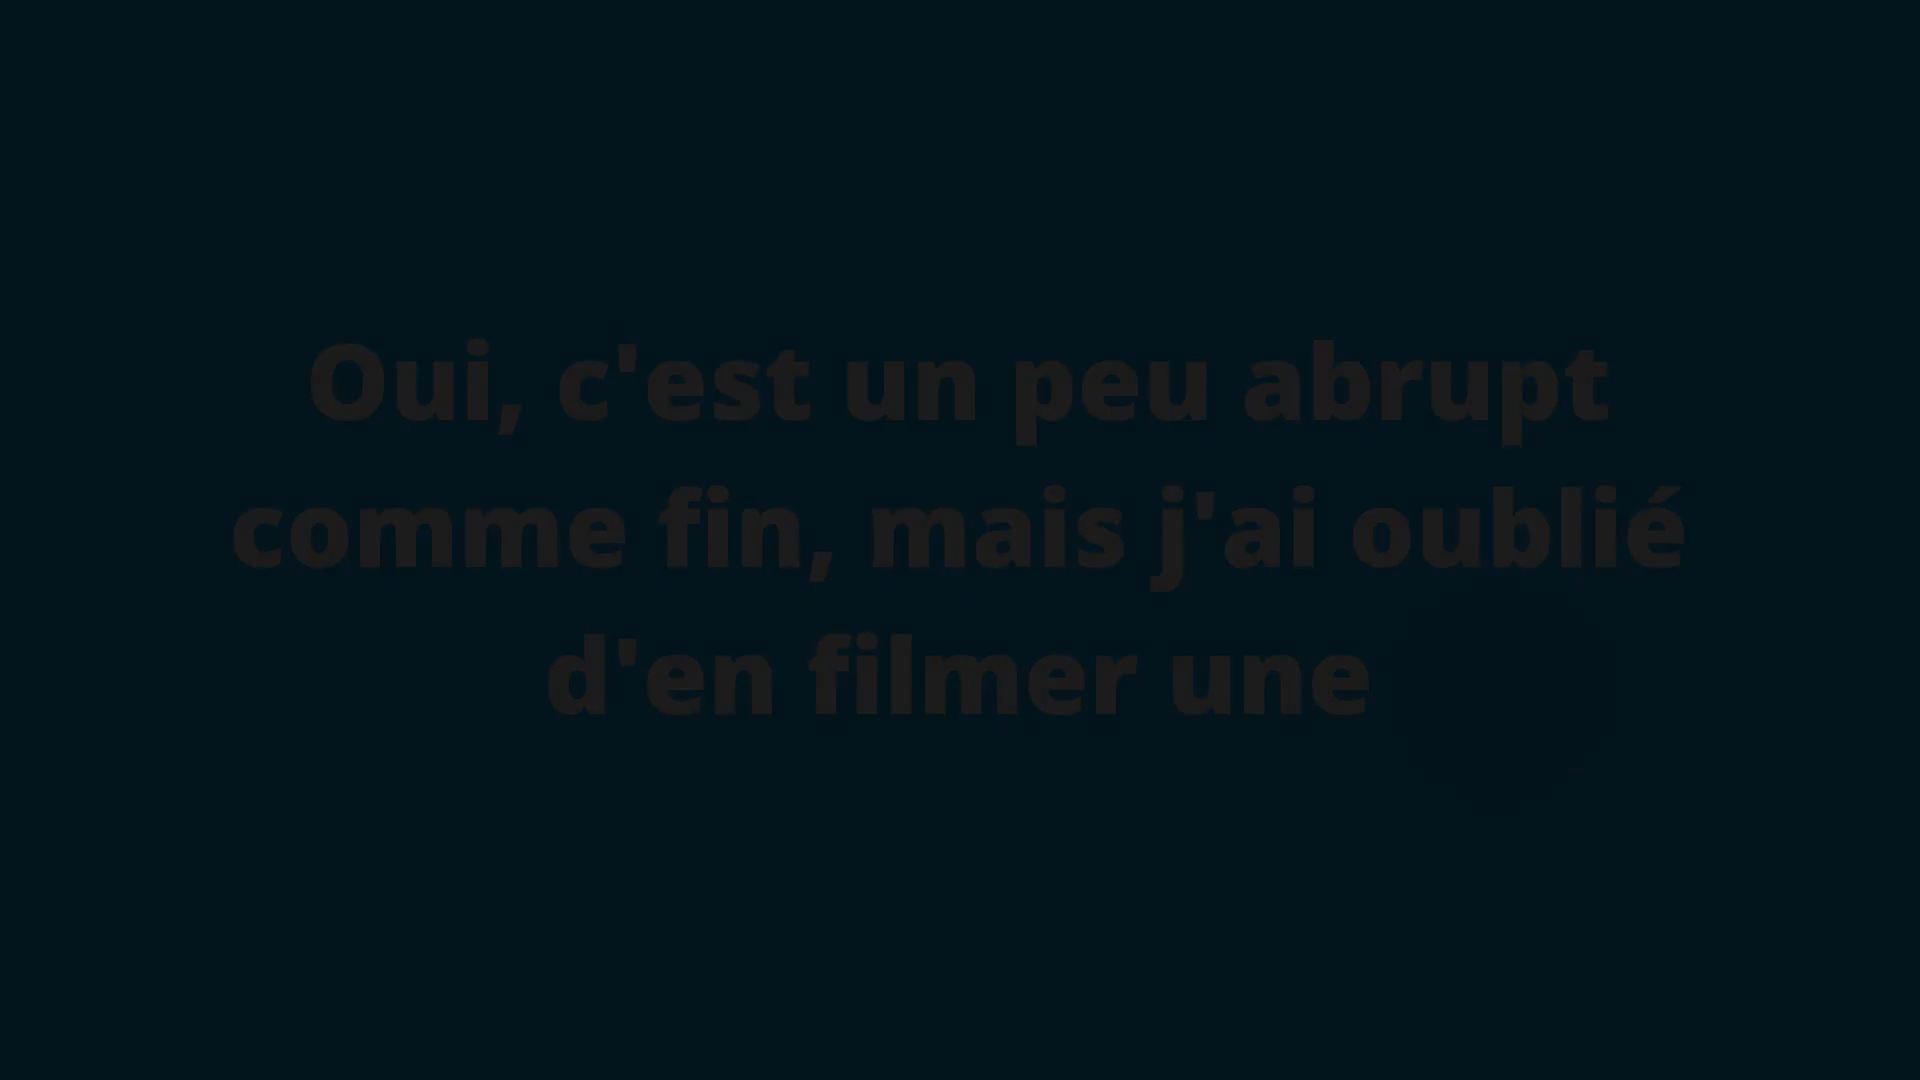 Oui, c'est un peu abrupt
comme fin, mais j'ai oublié
d'en filmer une